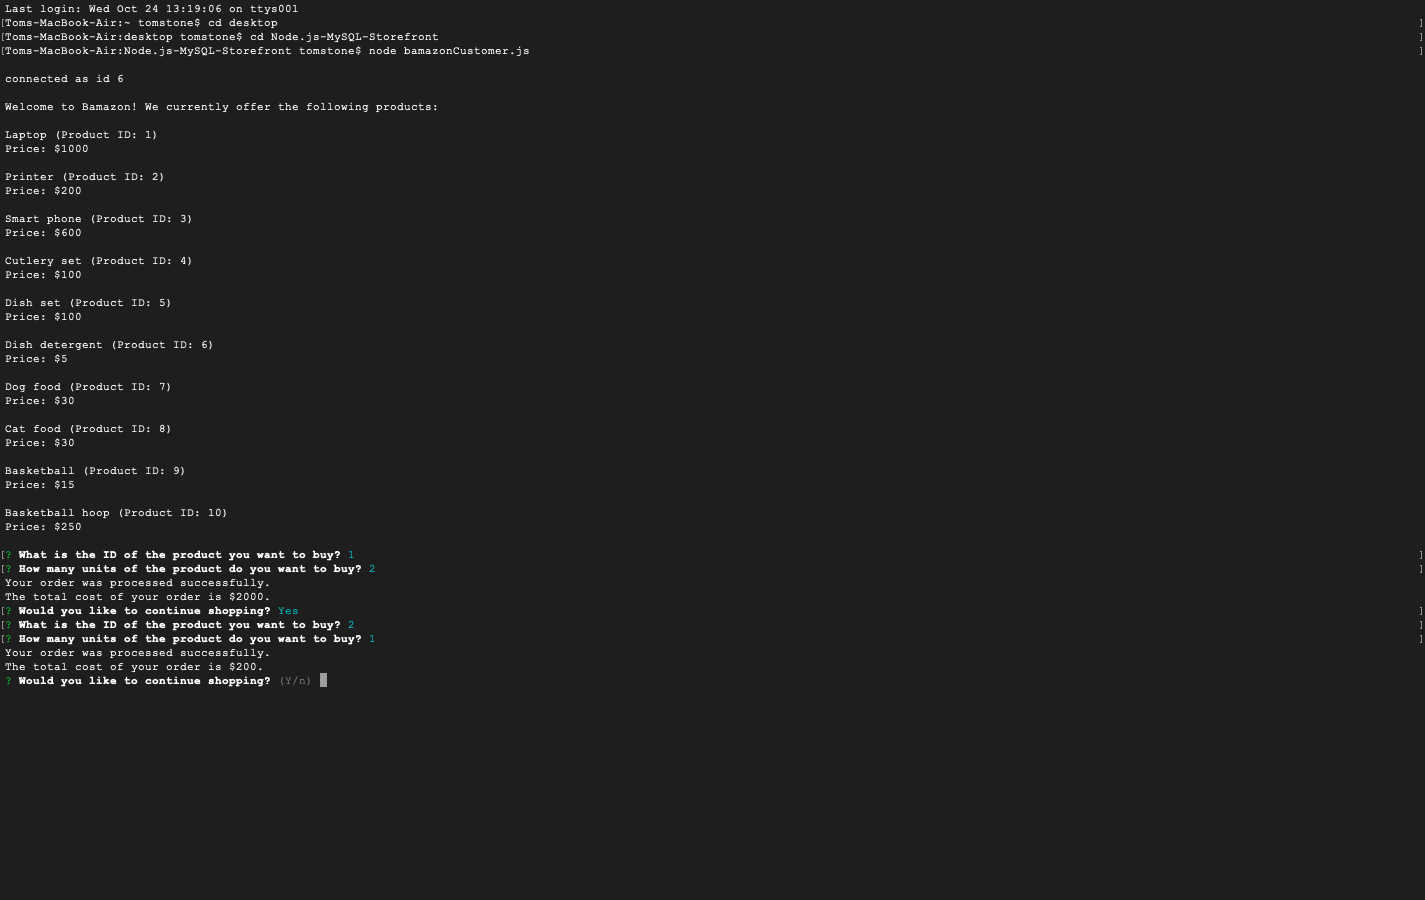 Last login: Wed Oct 24 13:19:06 on ttys001
[Toms-MacBook-Air:~ tomstone$ cd desktop ]
[Toms-MacBook-Air:desktop tomstone$ cd Node.js-MySQL-Storefront ]
[Toms-MacBook-Air:Node.js-MySQL-Storefront tomstone$ node bamazonCustomer.js ]
connected as id 6
Welcome to Bamazon! We currently offer the following products:
Laptop (Product ID: 1)
Price: $1000
Printer (Product ID: 2)
Price: $200
Smart phone (Product ID: 3)
Price: $600
Cutlery set (Product ID: 4)
Price: $100
Dish set (Product ID: 5)
Price: $100
Dish detergent (Product ID: 6)
Price: $5
Dog food (Product ID: 7)
Price: $30
Cat food (Product ID: 8)
Price: $30
Basketball (Product ID: 9)
Price: $15
Basketball hoop (Product ID: 10)
Price: $250
[? What is the ID of the product you want to buy? 1 ]
[? How many units of the product do you want to buy? 2 ]
Your order was processed successfully.
The total cost of your order is $2000.
[? Would you like to continue shopping? Yes ]
[? What is the ID of the product you want to buy? 2 ]
[? How many units of the product do you want to buy? 1 ]
Your order was processed successfully.
The total cost of your order is $200.
? Would you like to continue shopping? (Y/n)